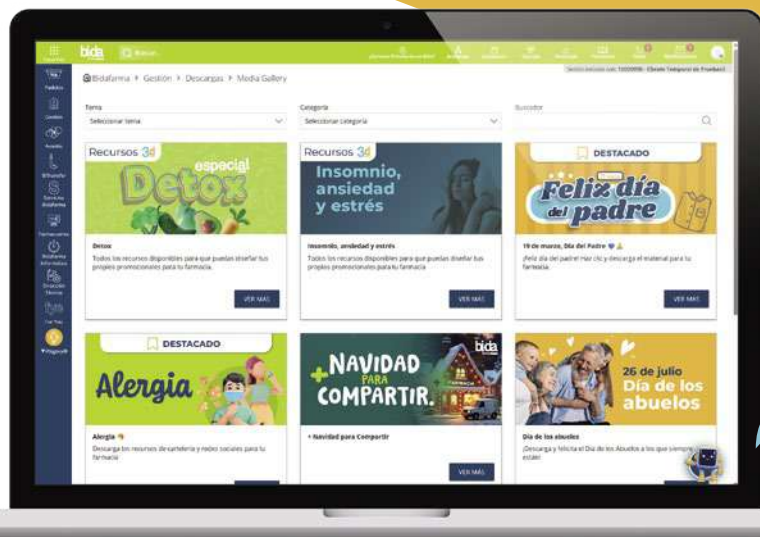 bida
Bidafarma > Gestión > Descargas > Media Gallery
Tema
Seleccionar tema
Categoría
Seleccionar categoría
Buscador
Recursos 3d
especial
Detox
Detox
Todos los recursos disponibles para que puedas diseñar tus
propios promocionales para tu farmacia.
VER MÁS
Recursos 3d
Insomnio,
ansiedad
y estrés
Insomnio, ansiedad y estrés
Todos los recursos disponibles para que puedas diseñar tus
propios promocionales para tu farmacia.
VER MÁS
DESTACADO
Feliz día
del padre
19 de marzo, Día del Padre
¡Feliz día del padre! Haz clic y descarga el material para tu
farmacia.
VER MÁS
DESTACADO
Alergia
Alergia
Descarga los recursos de cartelería y redes sociales para tu
farmacia
bida
+NAVIDAD
PARA
COMPARTIR.
FARMACIA
+ Navidad para Compartir
VER MÁS
26 de julio
Día de los
abuelos
Día de los abuelos
¡Descarga y felicita el Día de los Abuelos a los que siempre
están!